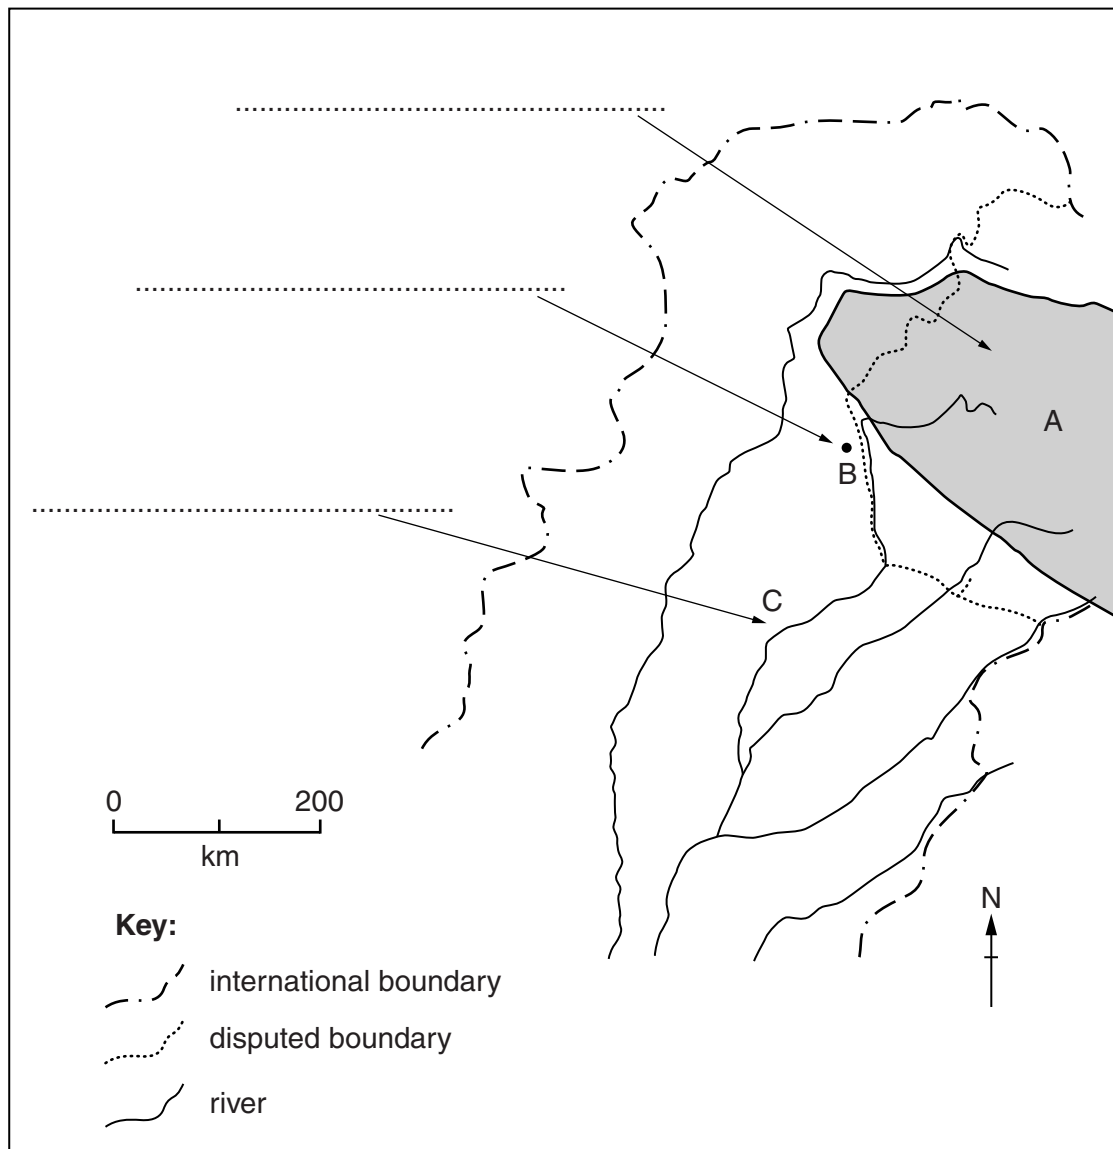 A
B
C
0 200
km
N
Key:
international boundary
disputed boundary
river